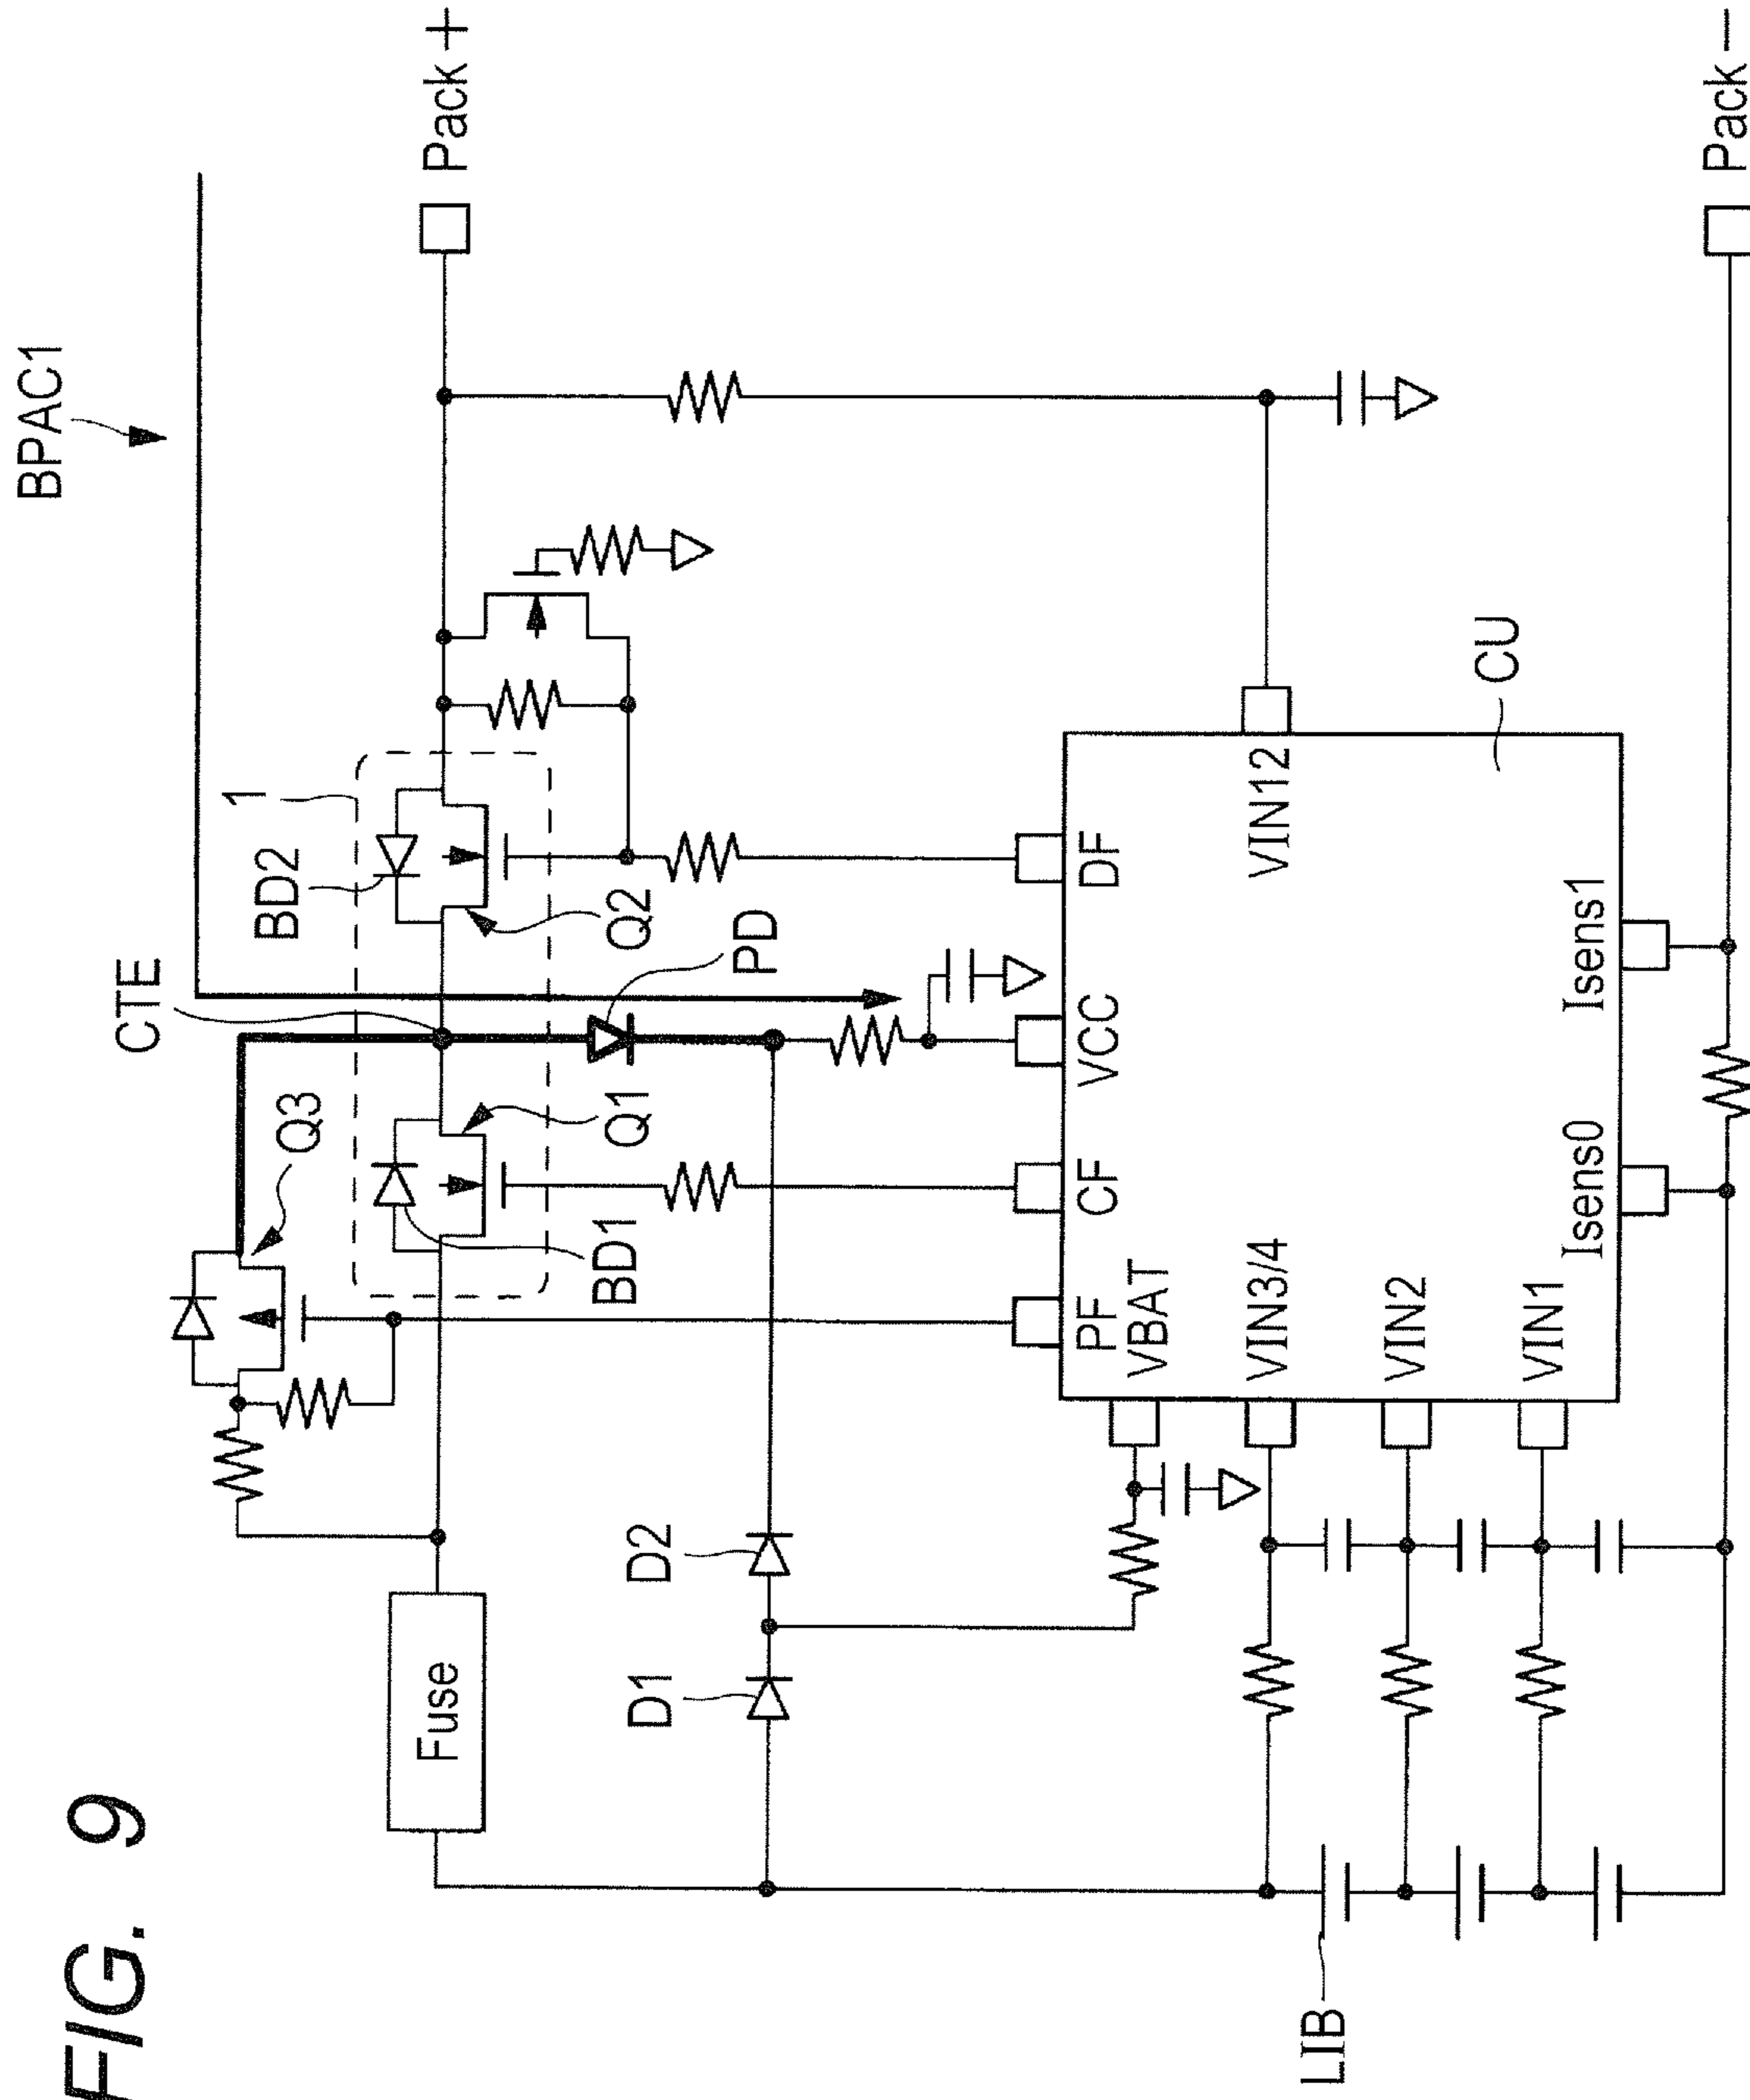 FIG. 9
BPAC1
Pack +
Pack −
CTE
BD2
1
Q3
Q2
PD
Q1
BD1
Fuse
D1
D2
PF
CF
VCC
DF
VBAT
VIN3/4
VIN2
VIN1
VIN12
CU
Isens0
Isens1
LIB